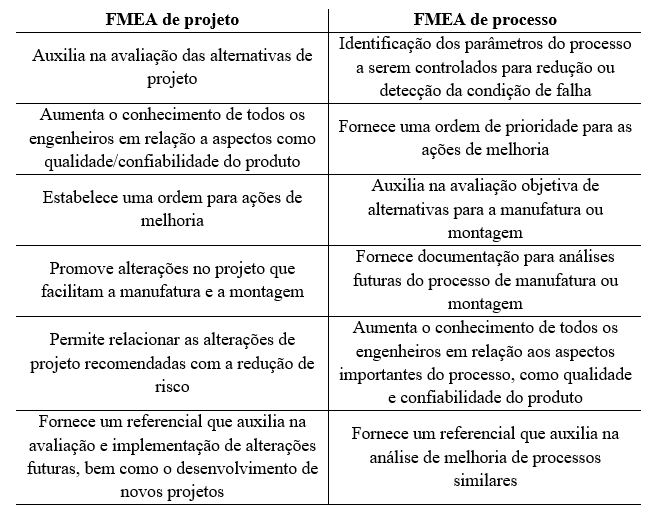 FMEA de projeto
FMEA de processo
Auxilia na avaliação das alternativas de
projeto
Identificação dos parâmetros do processo
a serem controlados para redução ou
detecção da condição de falha
Aumenta o conhecimento de todos os
engenheiros em relação a aspectos como
qualidade/confiabilidade do produto
Fornece uma ordem de prioridade para as
ações de melhoria
Estabelece uma ordem para ações de
melhoria
Auxilia na avaliação objetiva de
alternativas para a manufatura ou
montagem
Promove alterações no projeto que
facilitam a manufatura e a montagem
Fornece documentação para análises
futuras do processo de manufatura ou
montagem
Permite relacionar as alterações de
projeto recomendadas com a redução de
risco
Aumenta o conhecimento de todos os
engenheiros em relação aos aspectos
importantes do processo, como qualidade
e confiabilidade do produto
Fornece um referencial que auxilia na
avaliação e implementação de alterações
futuras, bem como o desenvolvimento de
novos projetos
Fornece um referencial que auxilia na
análise de melhoria de processos
similares